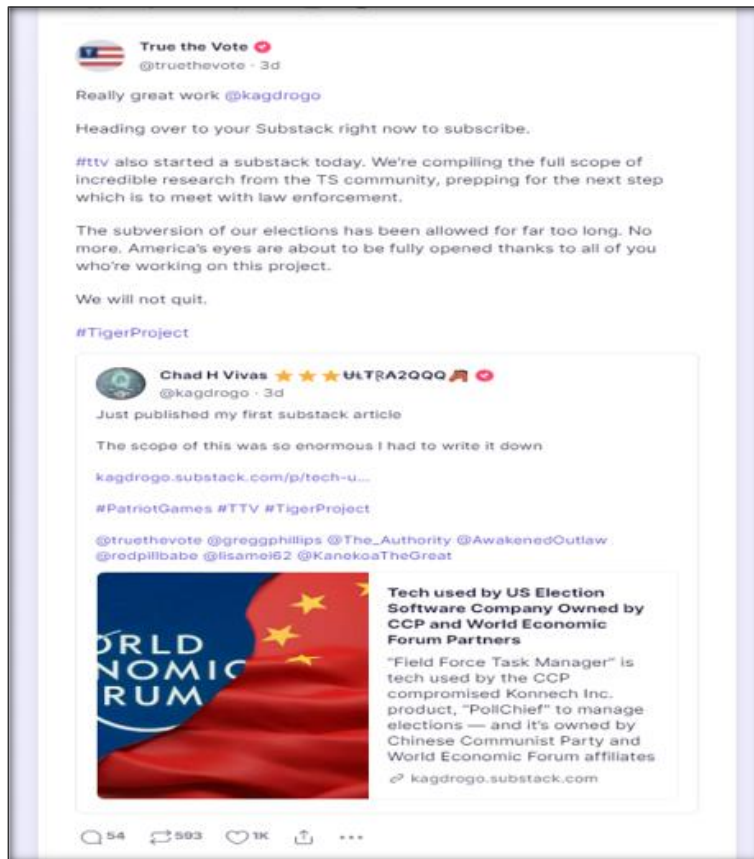 True the Vote
@truethevote · 3d
Really great work @kagdrogo
Heading over to your Substack right now to subscribe.
#ttv also started a substack today. We're compiling the full scope of
incredible research from the TS community, prepping for the next step
which is to meet with law enforcement.
The subversion of our elections has been allowed for far too long. No
more. America's eyes are about to be fully opened thanks to all of you
who're working on this project.
We will not quit.
#TigerProject
Chad H Vivas ⭐⭐⭐ULTRA2QQQ
@kagdrogo · 3d
Just published my first substack article
The scope of this was so enormous I had to write it down
kagdrogo.substack.com/p/tech-u...
#PatriotGames #TTV #TigerProject
@truethevote @greggphillips @The_Authority @AwakenedOutlaw
@redpillbabe @lisamei62 @KanekoaTheGreat
ORLD
NOMIC
RUM
Tech used by US Election
Software Company Owned by
CCP and World Economic
Forum Partners
"Field Force Task Manager" is
tech used by the CCP
compromised Konnech Inc.
product, "PollChief" to manage
elections — and it's owned by
Chinese Communist Party and
World Economic Forum affiliates
kagdrogo.substack.com
54 593 1K